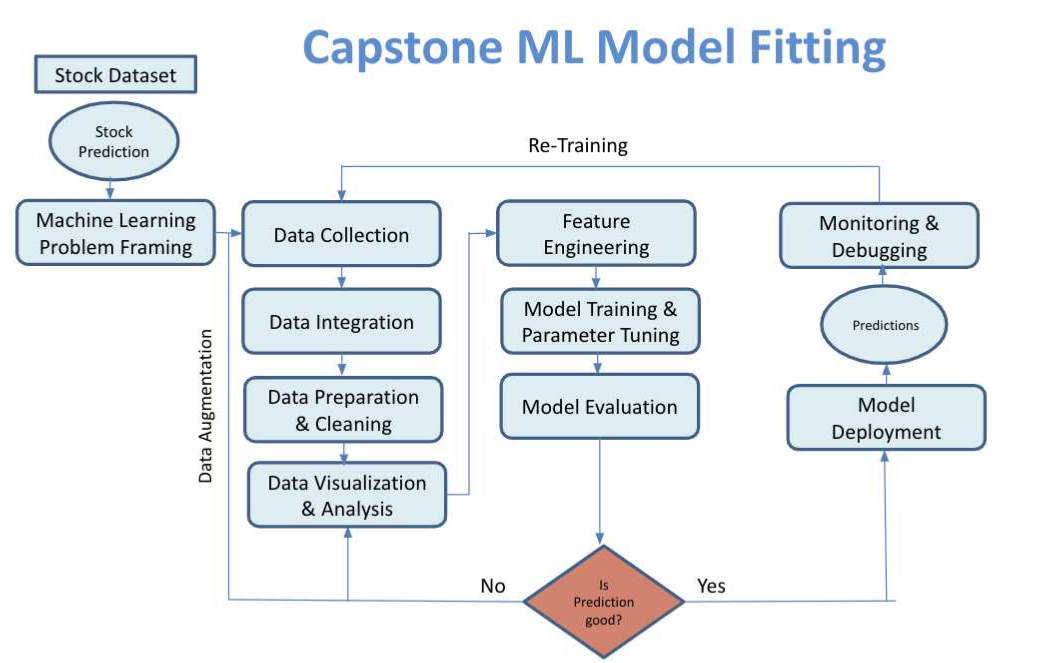 Capstone ML Model Fitting
Stock Dataset
Stock
Prediction
Re-Training
Machine Learning
Problem Framing
Data Collection
Feature
Engineering
Monitoring &
Debugging
Data Integration
Model Training &
Parameter Tuning
Predictions
Data Augmentation
Data Preparation
& Cleaning
Model Evaluation
Model
Deployment
Data Visualization
& Analysis
No
Is
Prediction
good?
Yes